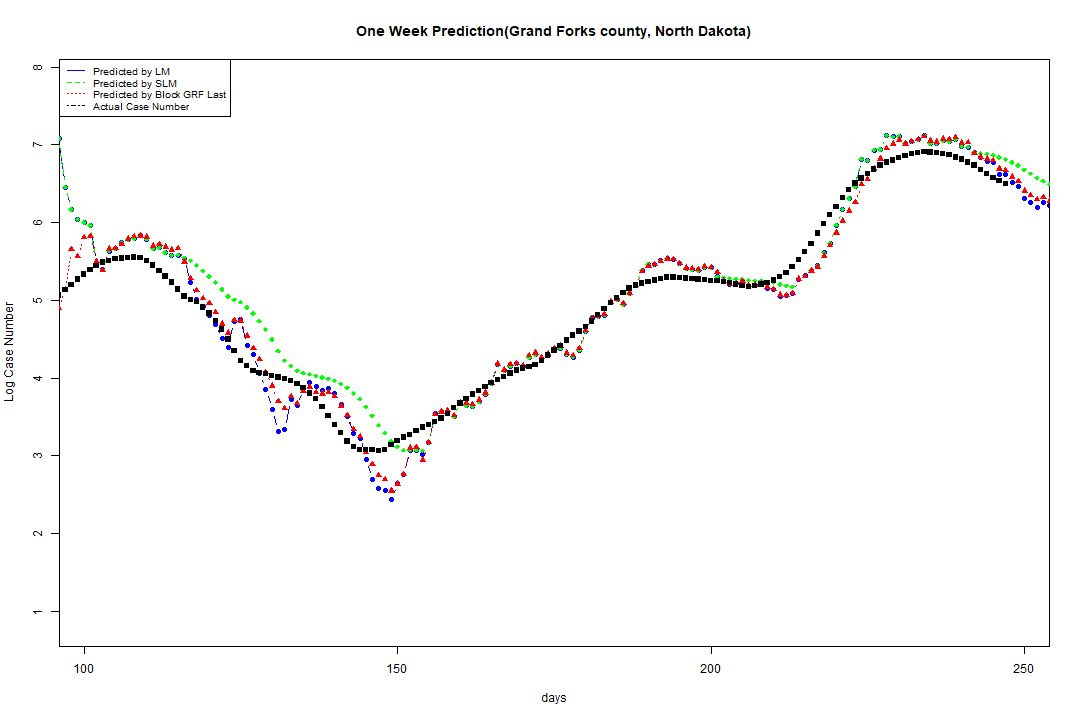 One Week Prediction(Grand Forks county, North Dakota)
Predicted by LM
Predicted by SLM
Predicted by Block GRF Last
Actual Case Number
8
7
6
5
4
3
2
1
Log Case Number
100 150 200 250
days